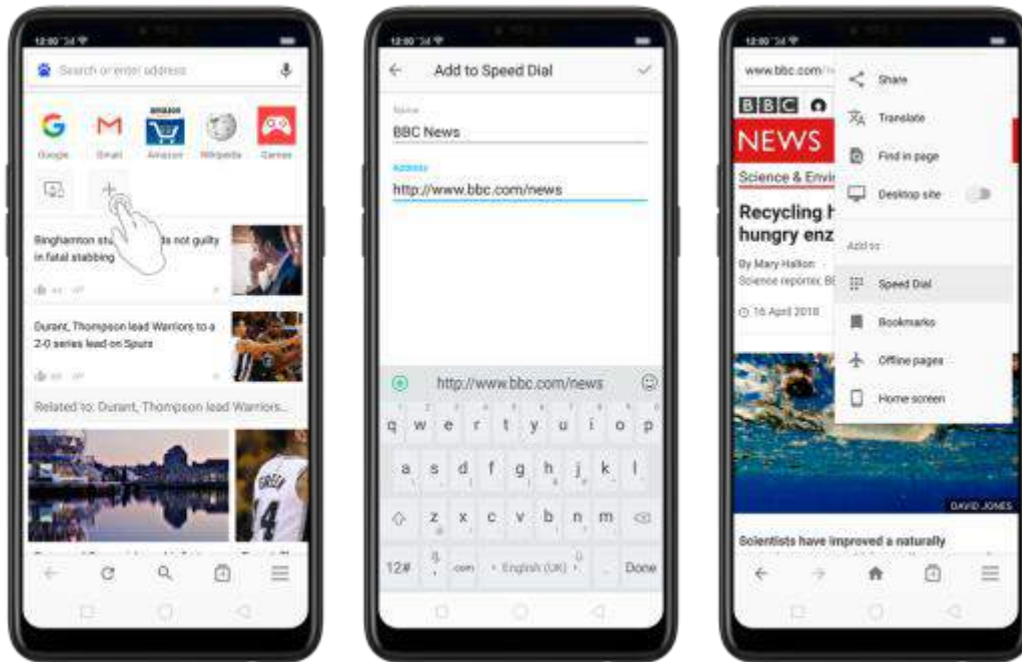 12:00
Search or enter address
Google
Gmail
Amazon
Wikipedia
Games
Binghamton
not guilty
in fatal stabbing
Durant, Thompson lead Warriors to a
2-0 series lead on Spurs
Related to: Durant, Thompson lead Warriors...
GREEN
14
12:00
Add to Speed Dial
Name
BBC News
Address
http://www.bbc.com/news
http://www.bbc.com/news
q w e r t y u i o p
a s d f g h j k l
z x c v b n m
12# .com English (UK) Done
12:00
www.bbc.com
BBC
NEWS
Science &
Recycling
hungry
By Mary Halton
Science reporter,
16 April 2018
DAVID JONES
Scientists have improved a naturally
Share
Translate
Find in page
Desktop site
Add to
Speed Dial
Bookmarks
Offline pages
Home screen